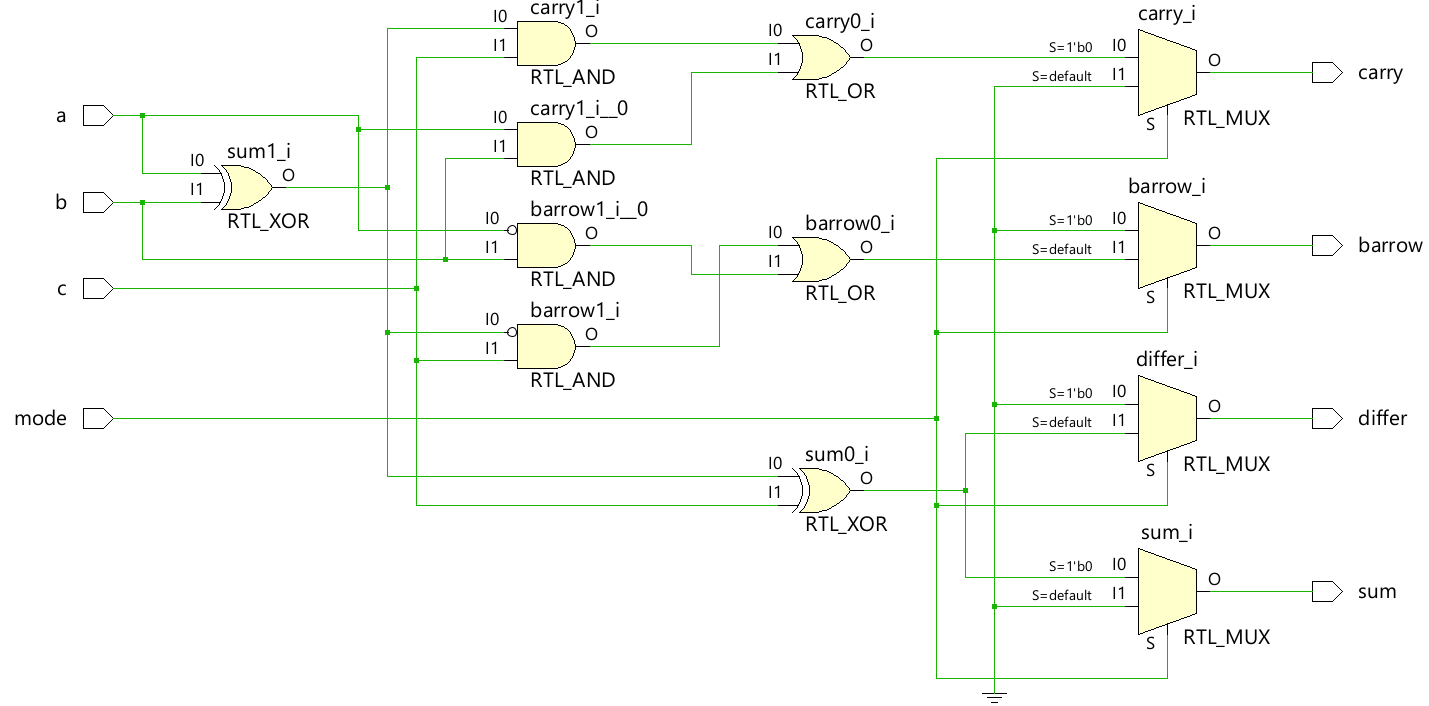 carry1_i
I0
O
I1
RTL_AND
carry0_i
I0
O
I1
RTL_OR
carry_i
S=1'b0 I0
O
S=default I1
S
RTL_MUX
carry
a
carry1_i__0
I0
O
I1
RTL_AND
sum1_i
I0
O
I1
RTL_XOR
b
barrow1_i__0
I0
O
I1
RTL_AND
barrow0_i
I0
O
I1
RTL_OR
barrow_i
S=1'b0 I0
O
S=default I1
S
RTL_MUX
barrow
c
barrow1_i
I0
O
I1
RTL_AND
mode
differ_i
S=1'b0 I0
O
S=default I1
S
RTL_MUX
differ
sum0_i
I0
O
I1
RTL_XOR
sum_i
S=1'b0 I0
O
S=default I1
S
RTL_MUX
sum